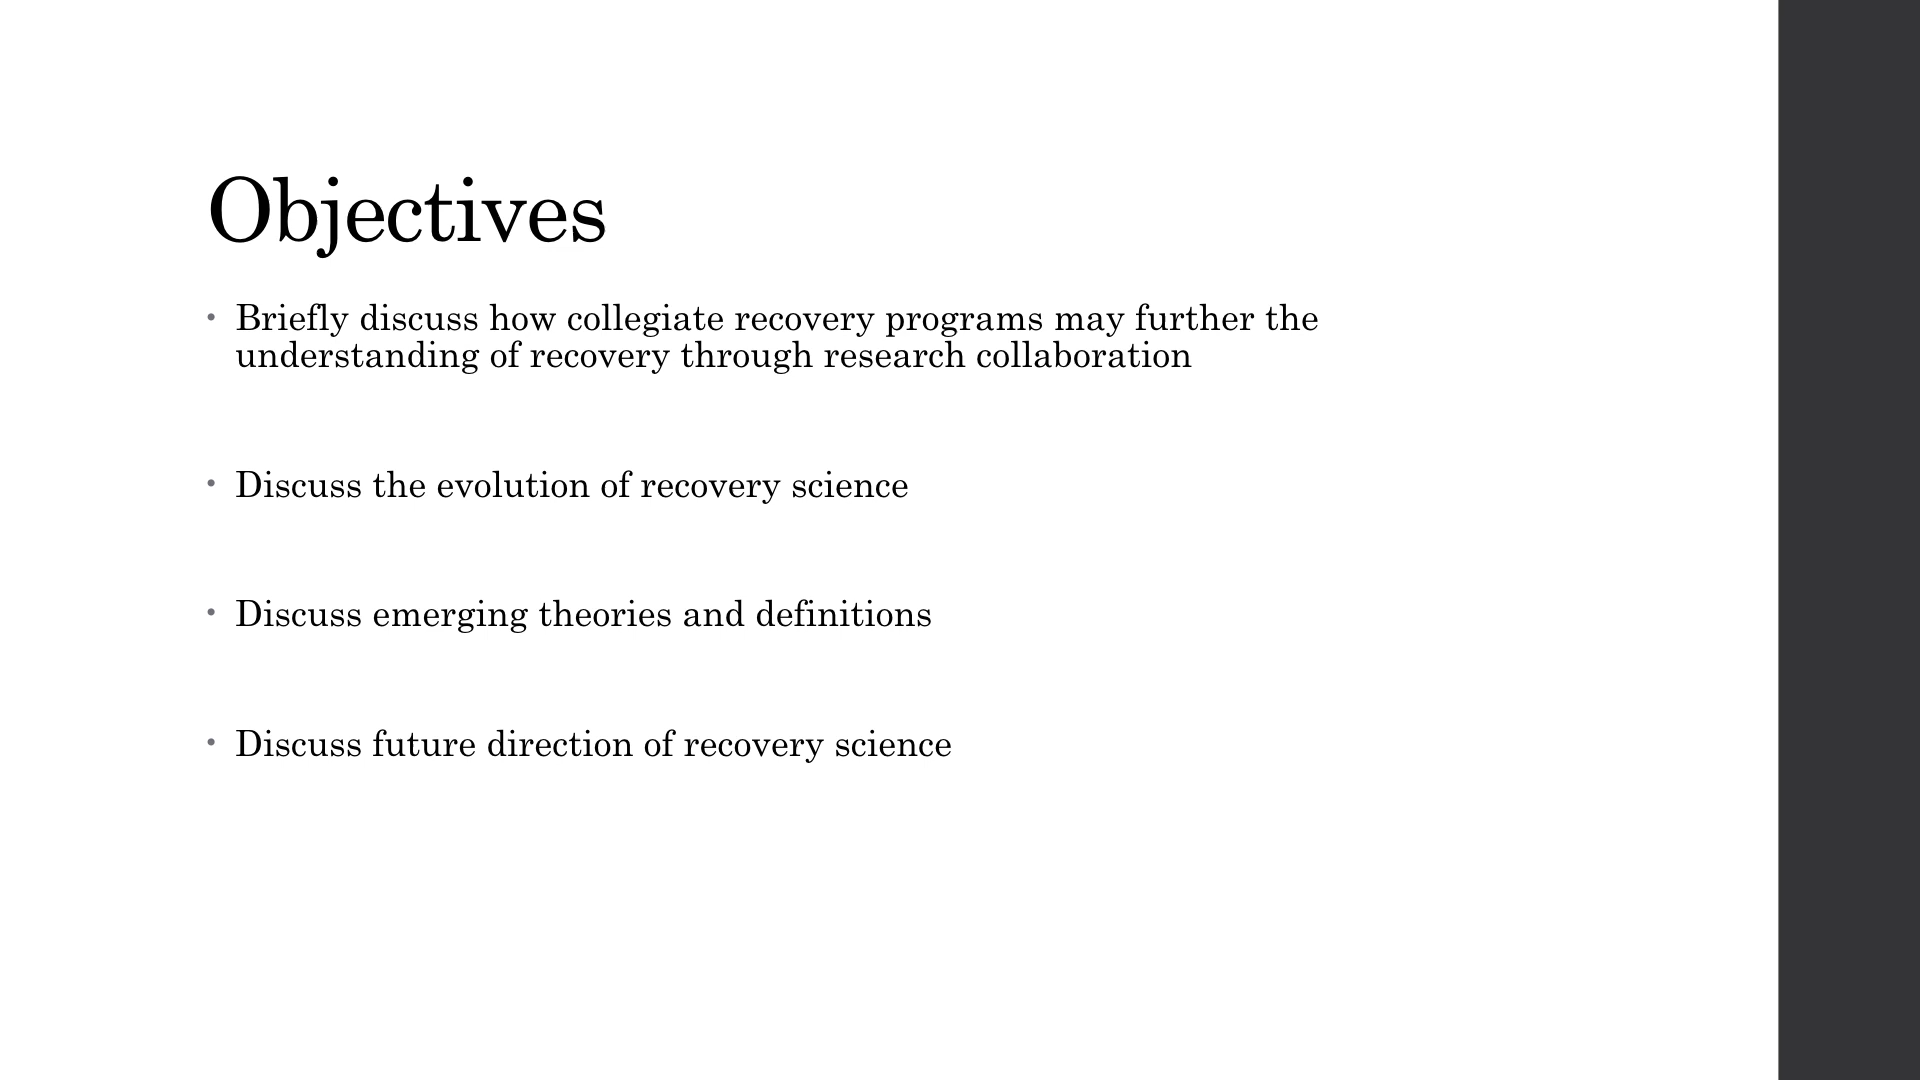 Objectives
• Briefly discuss how collegiate recovery programs may further the
understanding of recovery through research collaboration
• Discuss the evolution of recovery science
• Discuss emerging theories and definitions
• Discuss future direction of recovery science